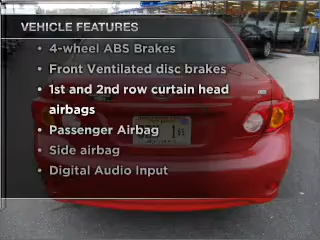 VEHICLE FEATURES
• 4-wheel ABS Brakes
• Front Ventilated disc brakes
• 1st and 2nd row curtain head
airbags
• Passenger Airbag
• Side airbag
• Digital Audio Input